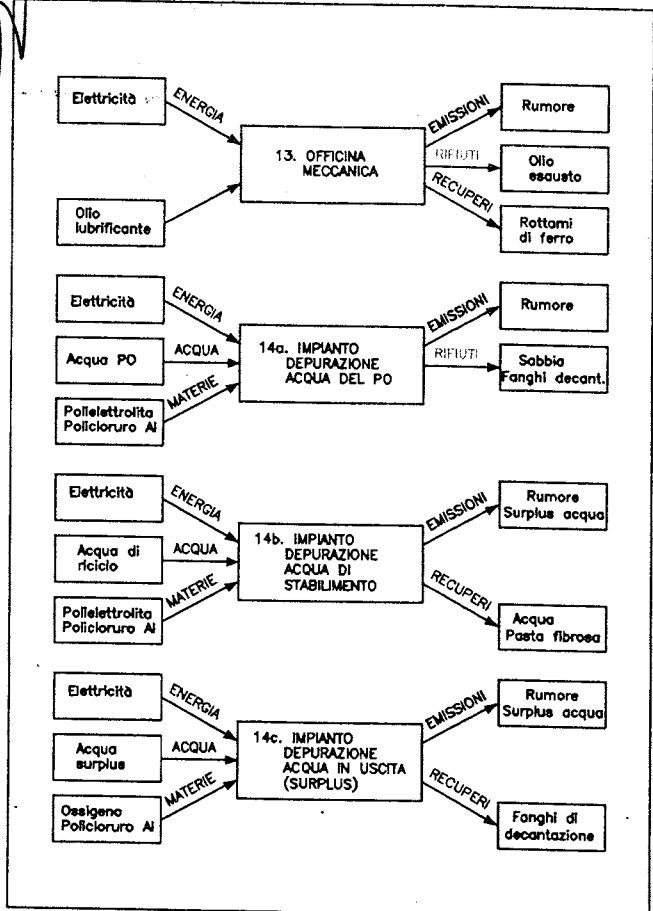 Elettricità
ENERGIA
Olio
lubrificante
13. OFFICINA
MECCANICA
EMISSIONI
Rumore
RIFIUTI
Olio
esausto
RECUPERI
Rottami
di ferro
Elettricità
ENERGIA
Acqua PO
ACQUA
Polielettrolita
Policloruro Al
MATERIE
14a. IMPIANTO
DEPURAZIONE
ACQUA DEL PO
EMISSIONI
Rumore
RIFIUTI
Sabbia
Fanghi decant.
Elettricità
ENERGIA
Acqua di
riciclo
ACQUA
Polielettrolita
Policloruro Al
MATERIE
14b. IMPIANTO
DEPURAZIONE
ACQUA DI
STABILIMENTO
EMISSIONI
Rumore
Surplus acqua
RECUPERI
Acqua
Pasta fibrosa
Elettricità
ENERGIA
Acqua
surplus
ACQUA
Ossigeno
Policloruro Al
MATERIE
14c. IMPIANTO
DEPURAZIONE
ACQUA IN USCITA
(SURPLUS)
EMISSIONI
Rumore
Surplus acqua
RECUPERI
Fanghi di
decantazione